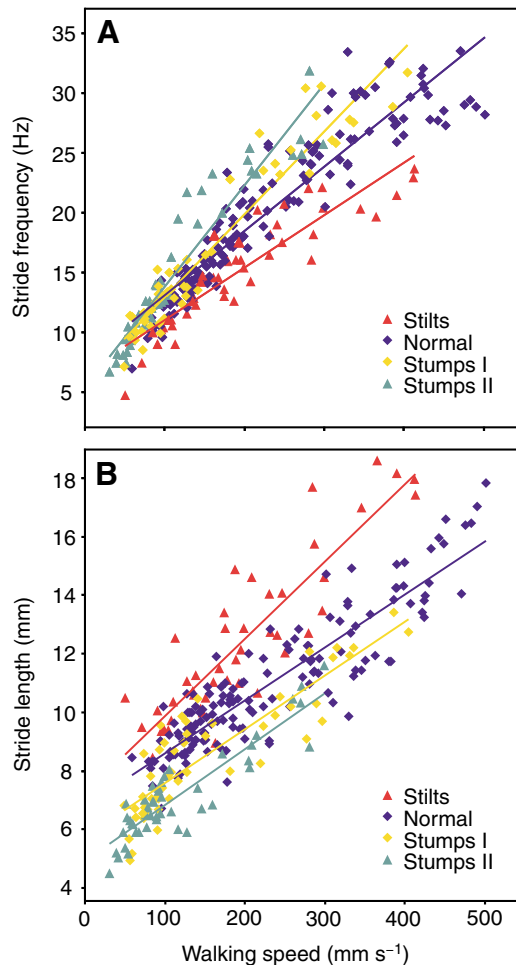 A
35
30
25
20
15
10
5
Stride frequency (Hz)
Stilts
Normal
Stumps I
Stumps II
B
18
16
14
12
10
8
6
4
Stride length (mm)
Stilts
Normal
Stumps I
Stumps II
0 100 200 300 400 500
Walking speed (mm s⁻¹)